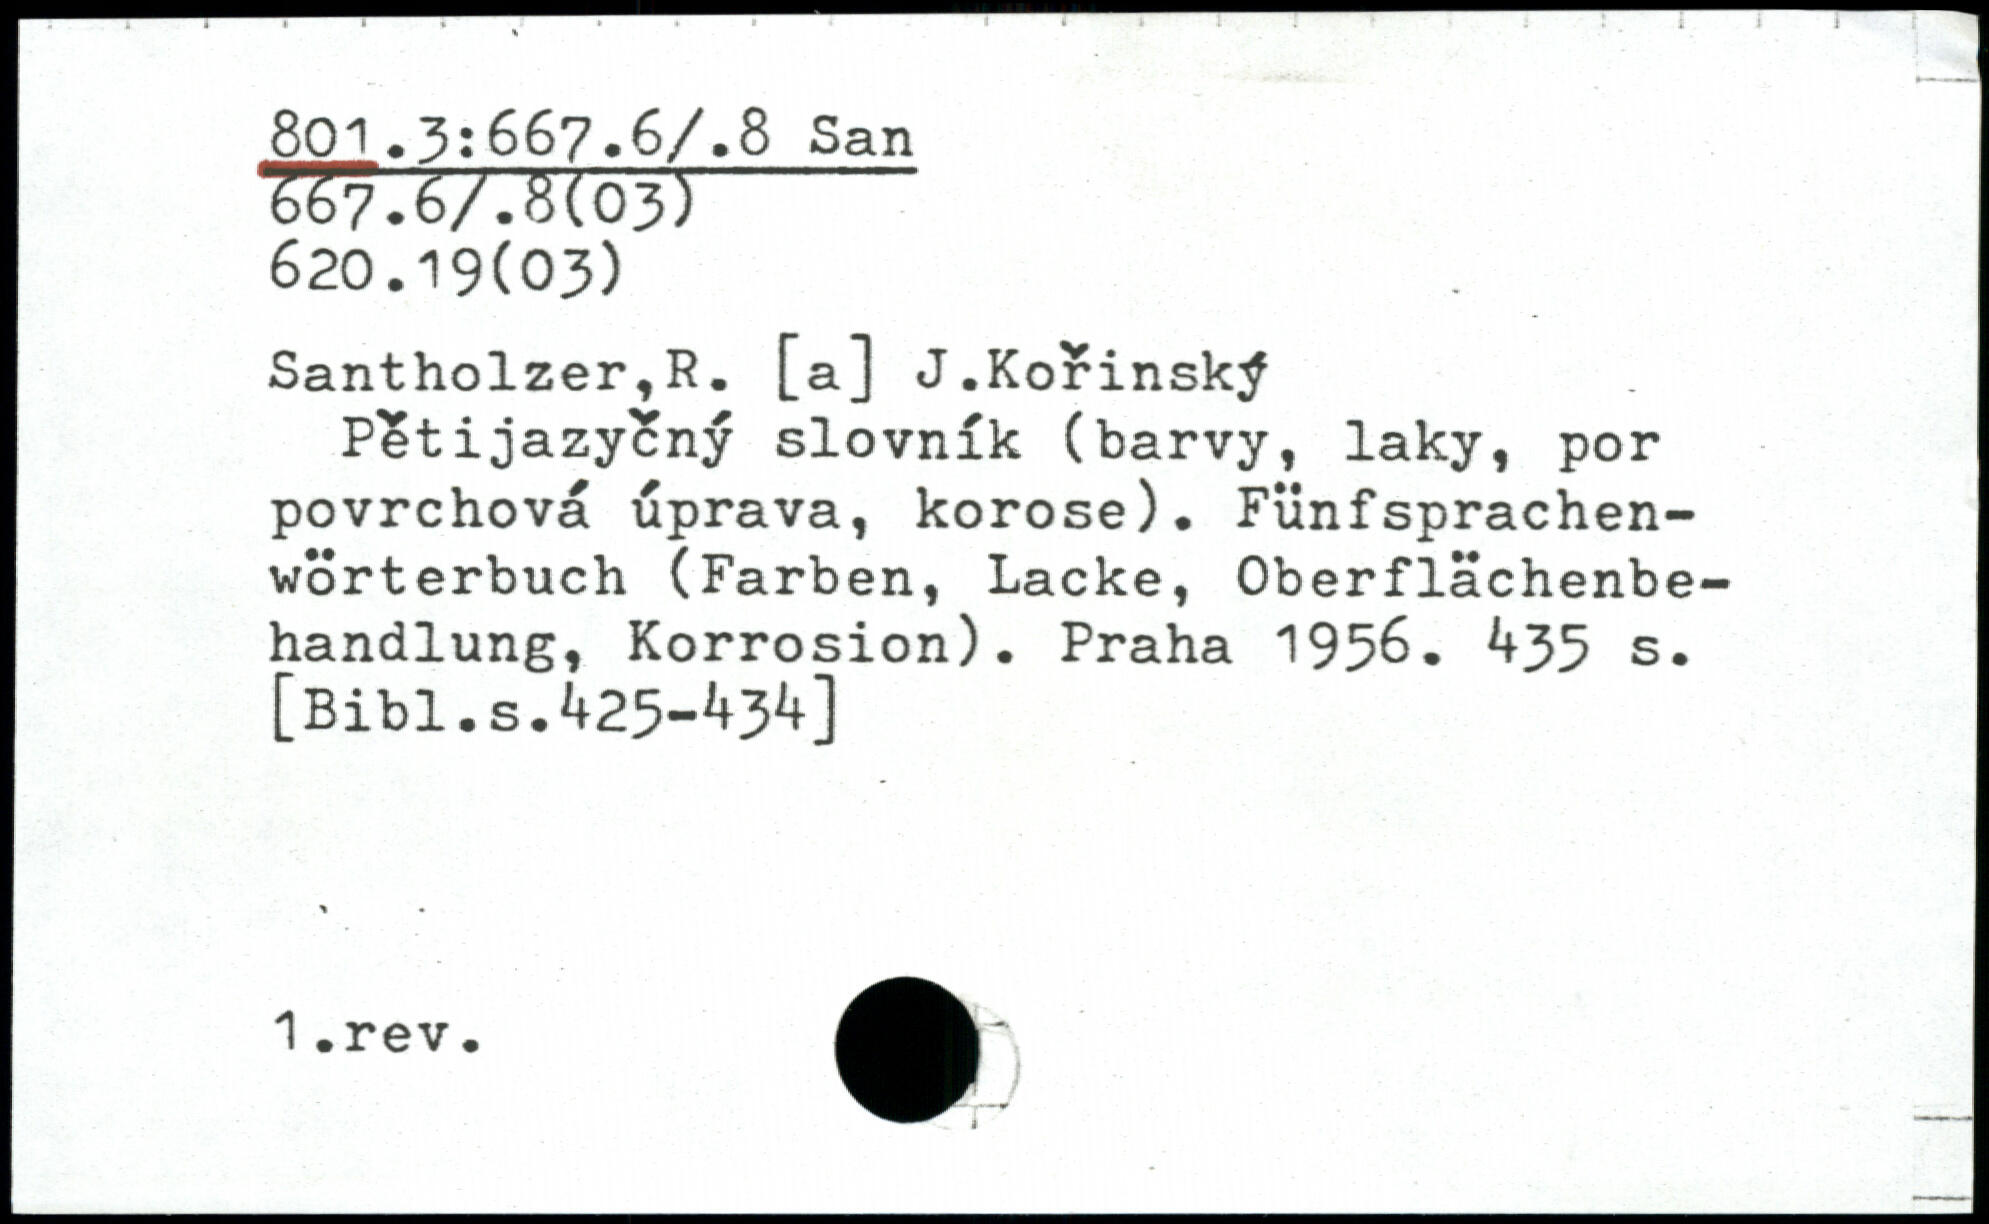 801.3:667.6/.8 San
667.6/.8(03)
620.19(03)
Santholzer,R. [a] J.Kořinský
Pětijazyčný slovník (barvy, laky, por
povrchová úprava, korose). Fünfsprachen-
wörterbuch (Farben, Lacke, Oberflächenbe-
handlung, Korrosion). Praha 1956. 435 s.
[Bibl.s.425-434]
1.rev.